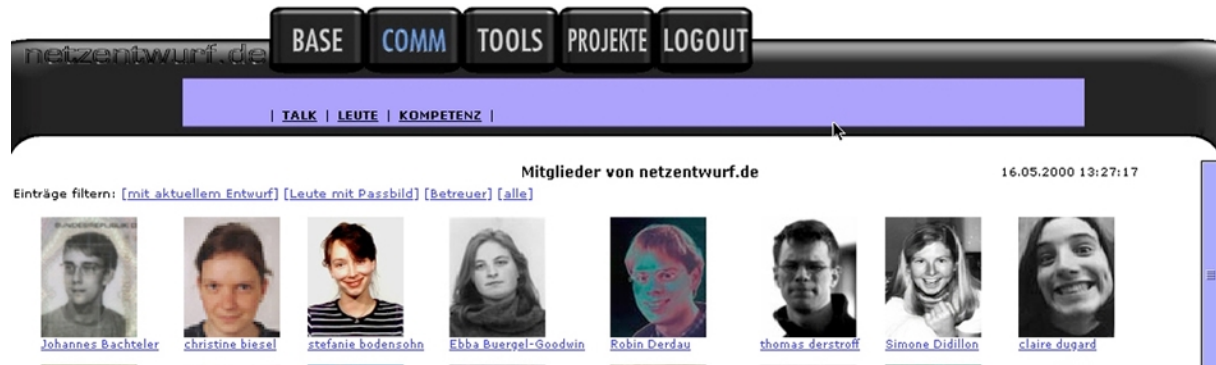 BASE COMM TOOLS PROJEKTE LOGOUT
netzentwurf.de
| TALK | LEUTE | KOMPETENZ |
Mitglieder von netzentwurf.de 16.05.2000 13:27:17
Einträge filtern: [mit aktuellem Entwurf] [Leute mit Passbild] [Betreuer] [alle]
Johannes Bachteler christine biesel stefanie bodensohn Ebba Buergel-Goodwin Robin Derdau thomas derstroff Simone Didillon claire dugard